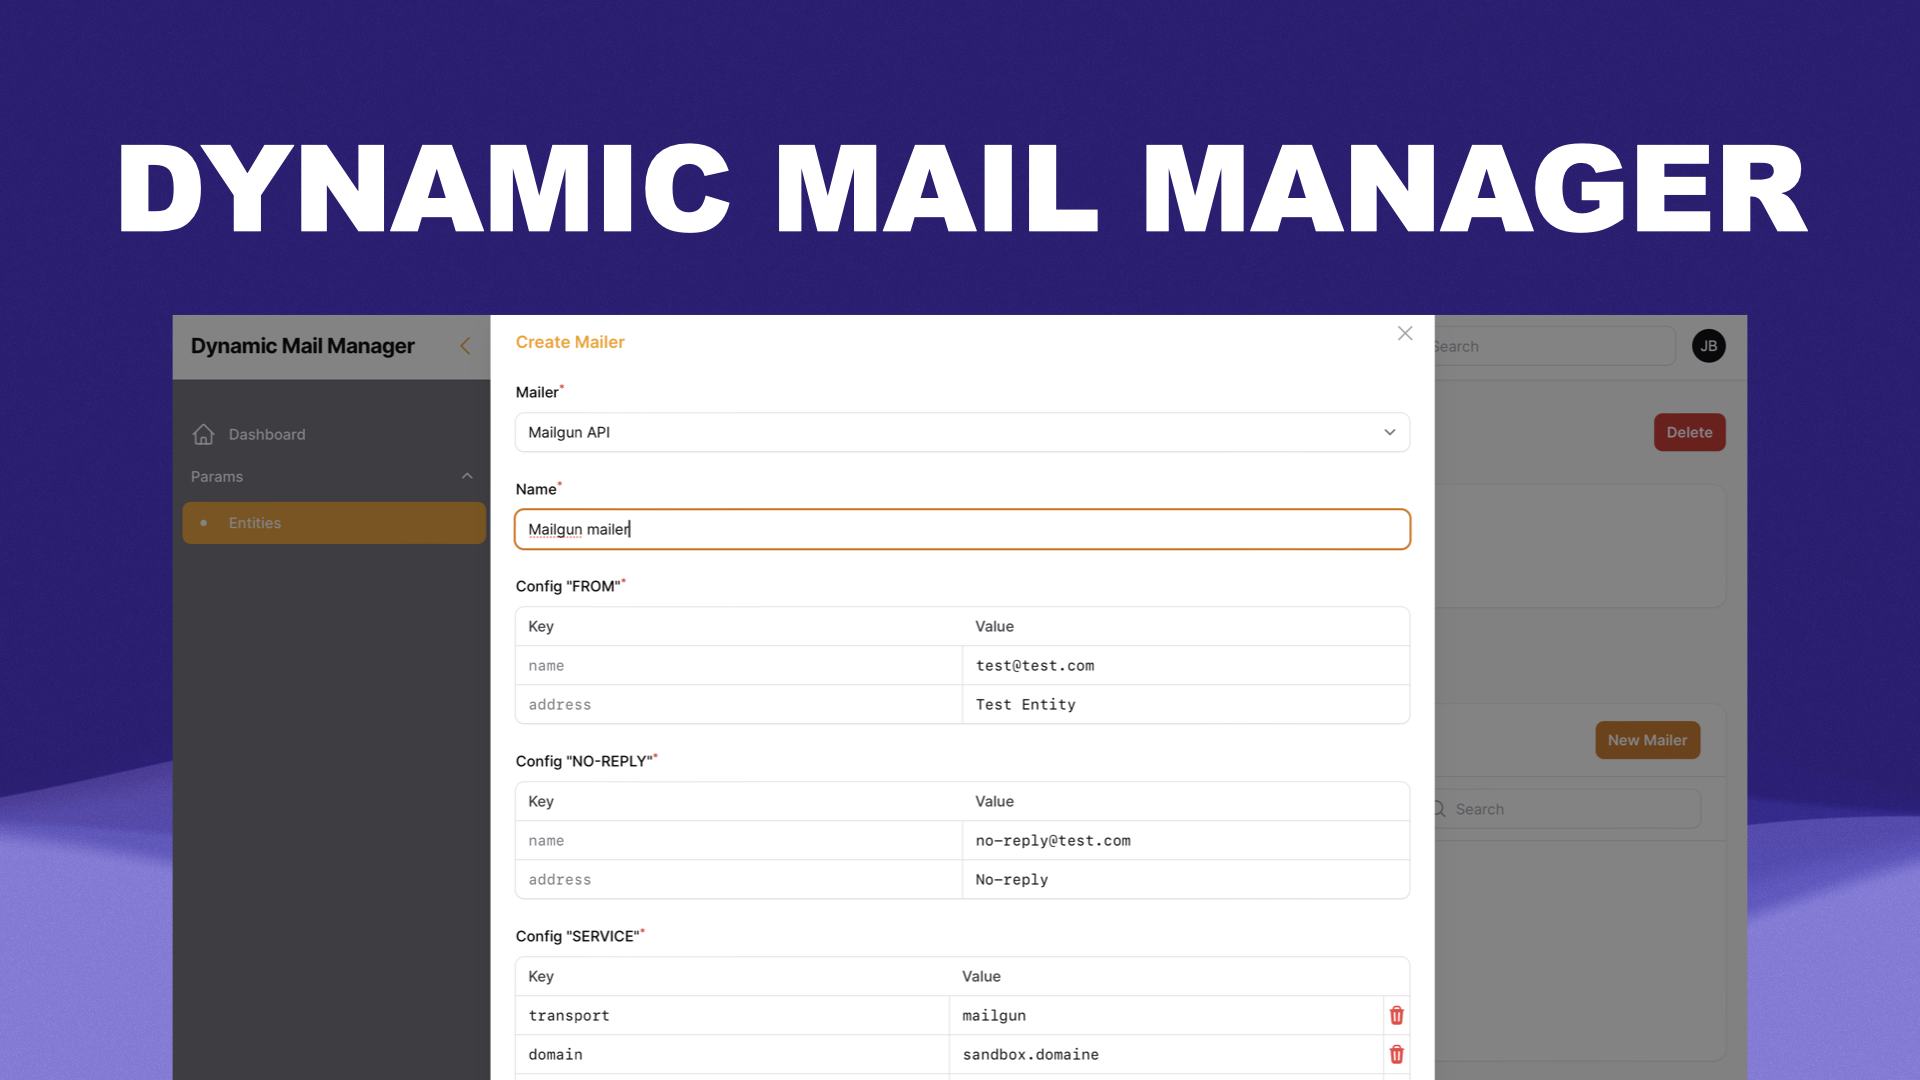 DYNAMIC MAIL MANAGER
Dynamic Mail Manager
Dashboard
Params
Entities
Create Mailer
Mailer*
Mailgun API
Name*
Mailgun mailer
Config "FROM"*
Key Value
name test@test.com
address Test Entity
Config "NO-REPLY"*
Key Value
name no-reply@test.com
address No-reply
Config "SERVICE"*
Key Value
transport mailgun
domain sandbox.domaine
Search
JB
Delete
New Mailer
Search